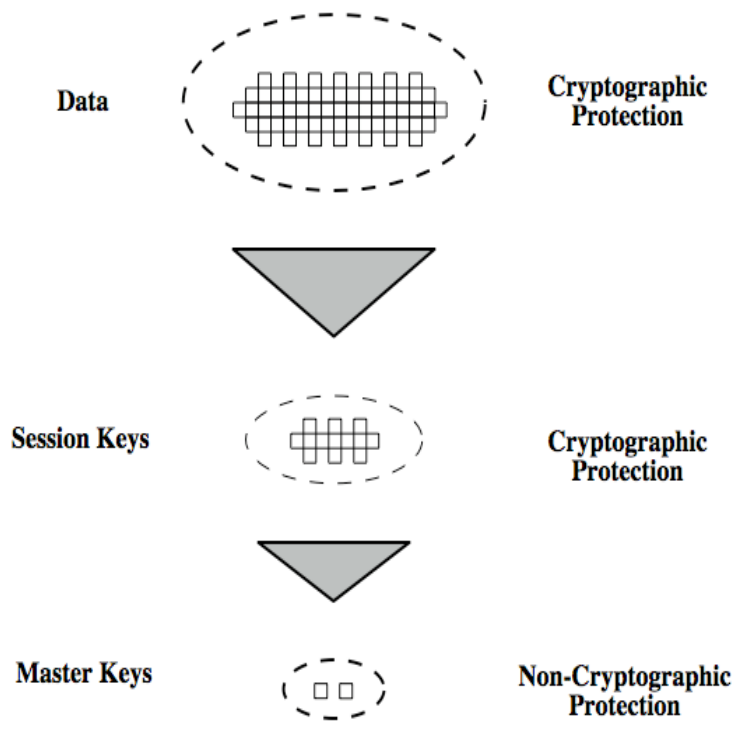 Data
Cryptographic
Protection
Session Keys
Cryptographic
Protection
Master Keys
Non-Cryptographic
Protection